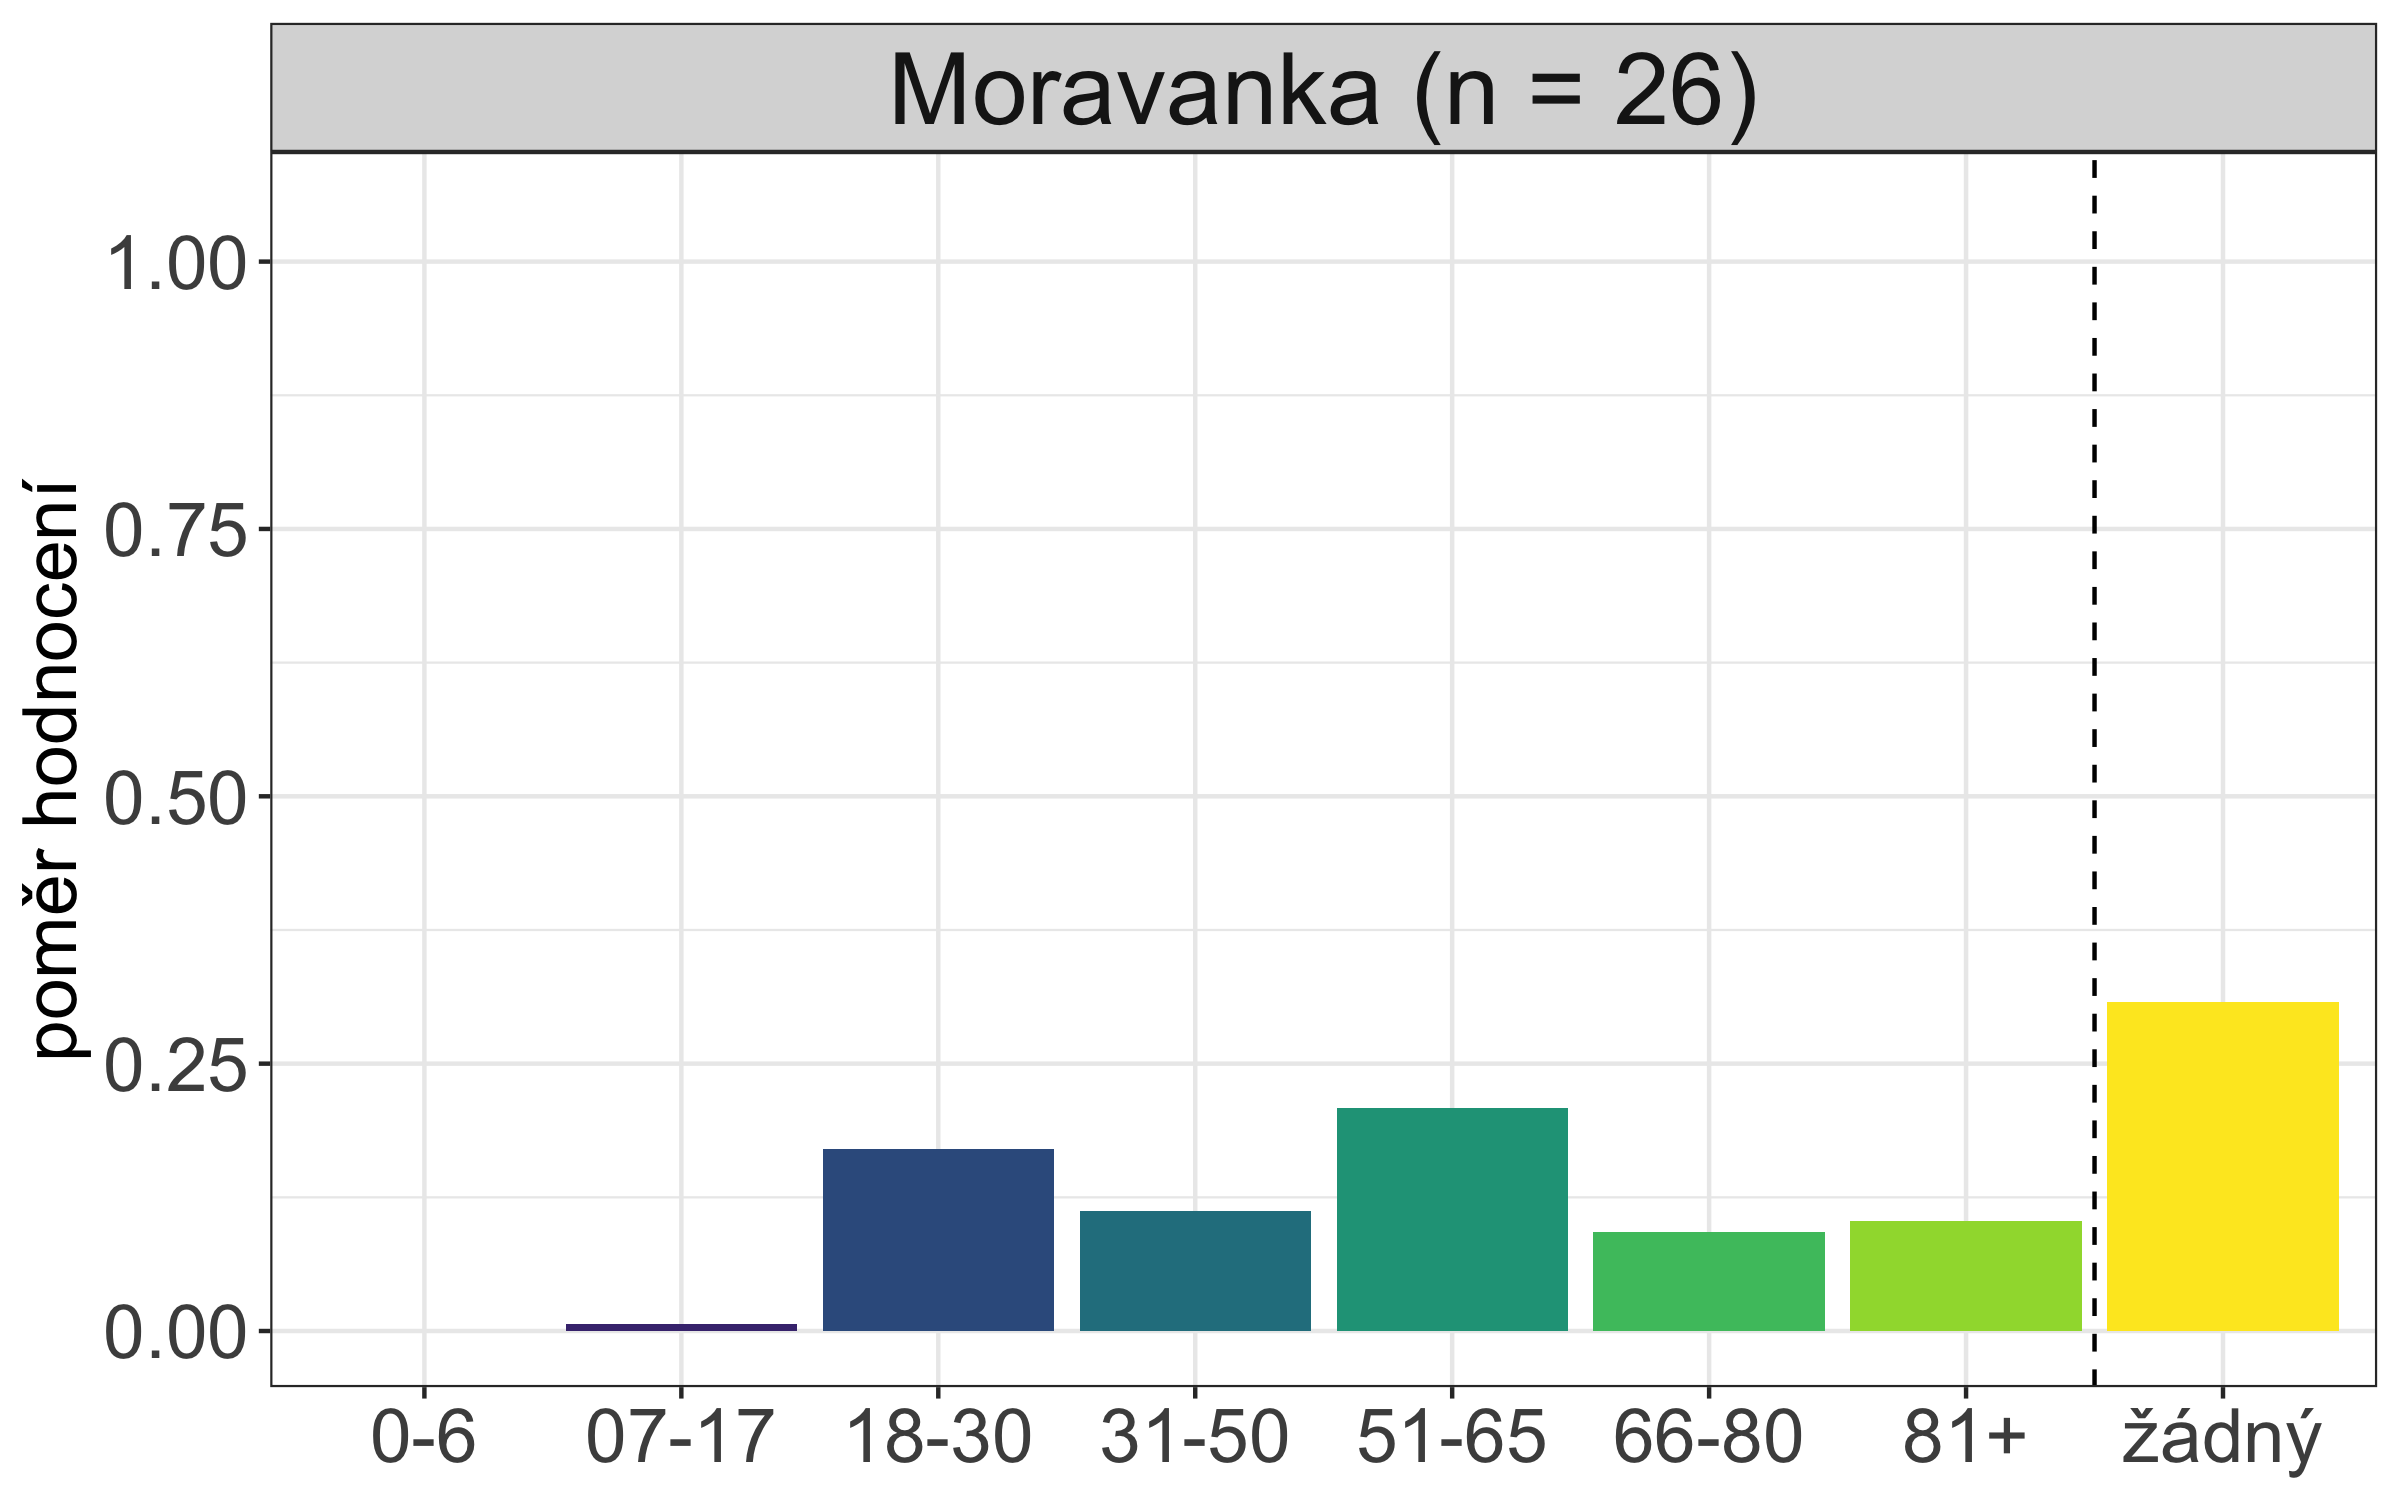 Moravanka (n = 26)
poměr hodnocení
1.00
0.75
0.50
0.25
0.00
0-6 07-17 18-30 31-50 51-65 66-80 81+ žádný